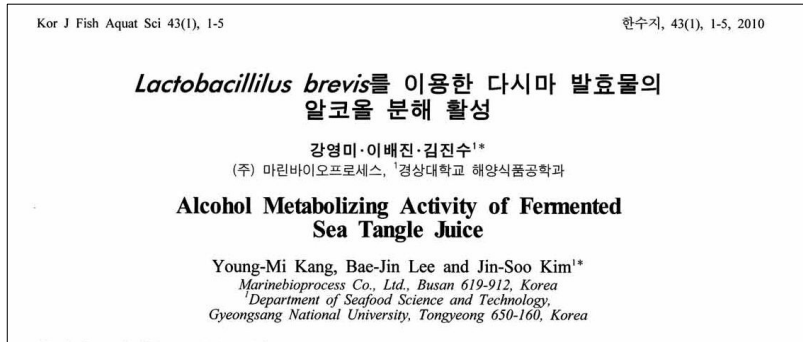 Kor J Fish Aquat Sci 43(1), 1-5
한수지, 43(1), 1-5, 2010
Lactobacillilus brevis를 이용한 다시마 발효물의
알코올 분해 활성
강영미·이배진·김진수¹*
(주) 마린바이오프로세스, ¹경상대학교 해양식품공학과
Alcohol Metabolizing Activity of Fermented
Sea Tangle Juice
Young-Mi Kang, Bae-Jin Lee and Jin-Soo Kim¹*
Marinebioprocess Co., Ltd., Busan 619-912, Korea
¹Department of Seafood Science and Technology,
Gyeongsang National University, Tongyeong 650-160, Korea